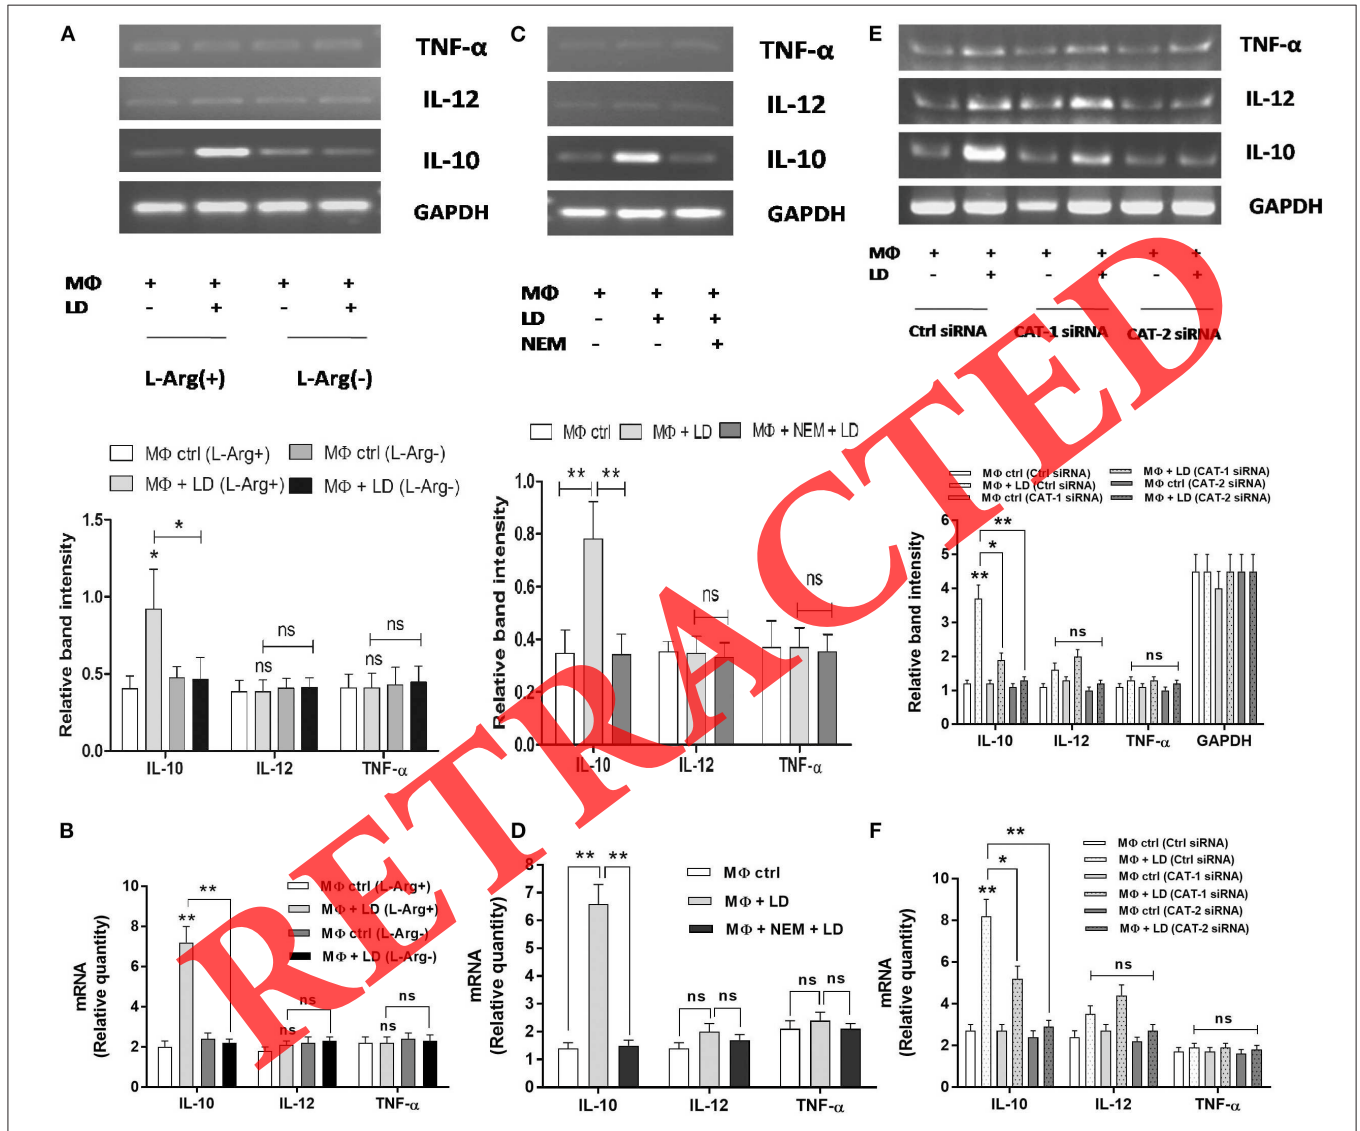 A
TNF-α
IL-12
IL-10
GAPDH
MΦ + + + +
LD - + - +
L-Arg(+) L-Arg(-)
MΦ ctrl (L-Arg+) MΦ ctrl (L-Arg-)
MΦ + LD (L-Arg+) MΦ + LD (L-Arg-)
Relative band intensity
1.5
1.0
0.5
0.0
* *
ns ns
ns ns
IL-10 IL-12 TNF-α
B
MΦ ctrl (L-Arg+)
MΦ + LD (L-Arg+)
MΦ ctrl (L-Arg-)
MΦ + LD (L-Arg-)
mRNA
(Relative quantity)
10
8
6
4
2
0
** **
ns ns
ns ns
IL-10 IL-12 TNF-α
C
TNF-α
IL-12
IL-10
GAPDH
MΦ + + +
LD - + +
NEM - - +
MΦ ctrl MΦ + LD MΦ + NEM + LD
Relative band intensity
1.0
0.8
0.6
0.4
0.2
0.0
** **
ns ns
IL-10 IL-12 TNF-α
D
MΦ ctrl
MΦ + LD
MΦ + NEM + LD
mRNA
(Relative quantity)
8
7
6
5
4
3
2
1
0
** **
ns ns ns ns
IL-10 IL-12 TNF-α
E
TNF-α
IL-12
IL-10
GAPDH
MΦ + + + + + +
LD - + - + - +
Ctrl siRNA CAT-1 siRNA CAT-2 siRNA
MΦ ctrl (Ctrl siRNA) MΦ + LD (CAT-1 siRNA)
MΦ + LD (Ctrl siRNA) MΦ ctrl (CAT-2 siRNA)
MΦ ctrl (CAT-1 siRNA) MΦ + LD (CAT-2 siRNA)
Relative band intensity
6
5
4
3
2
1
0
**
*
**
ns ns
IL-10 IL-12 TNF-α GAPDH
F
MΦ ctrl (Ctrl siRNA)
MΦ + LD (Ctrl siRNA)
MΦ ctrl (CAT-1 siRNA)
MΦ + LD (CAT-1 siRNA)
MΦ ctrl (CAT-2 siRNA)
MΦ + LD (CAT-2 siRNA)
mRNA
(Relative quantity)
10
8
6
4
2
0
**
*
**
ns ns
IL-10 IL-12 TNF-α
RETRACTED